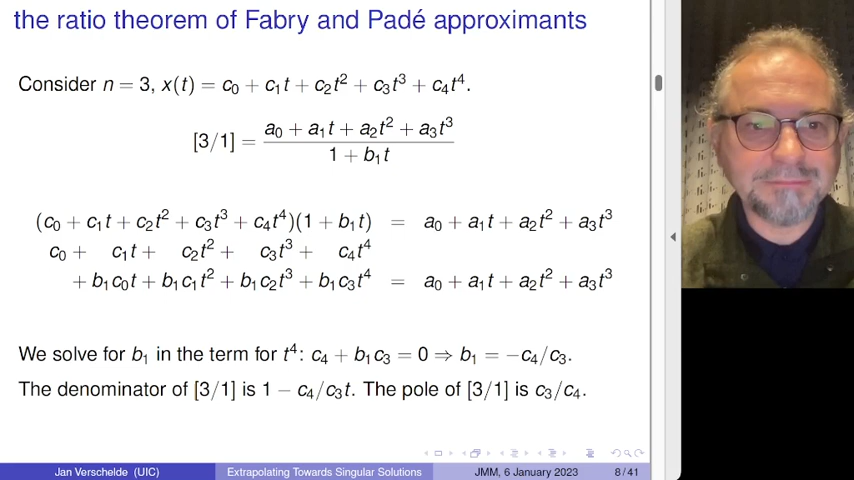 the ratio theorem of Fabry and Padé approximants
Consider n = 3, x(t) = c₀ + c₁t + c₂t² + c₃t³ + c₄t⁴.
[3/1] = (a₀ + a₁t + a₂t² + a₃t³) / (1 + b₁t)
(c₀ + c₁t + c₂t² + c₃t³ + c₄t⁴)(1 + b₁t) = a₀ + a₁t + a₂t² + a₃t³
c₀ + c₁t + c₂t² + c₃t³ + c₄t⁴
+ b₁c₀t + b₁c₁t² + b₁c₂t³ + b₁c₃t⁴ = a₀ + a₁t + a₂t² + a₃t³
We solve for b₁ in the term for t⁴: c₄ + b₁c₃ = 0 ⇒ b₁ = −c₄/c₃.
The denominator of [3/1] is 1 − c₄/c₃t. The pole of [3/1] is c₃/c₄.
Jan Verschelde (UIC) Extrapolating Towards Singular Solutions JMM, 6 January 2023 8 / 41